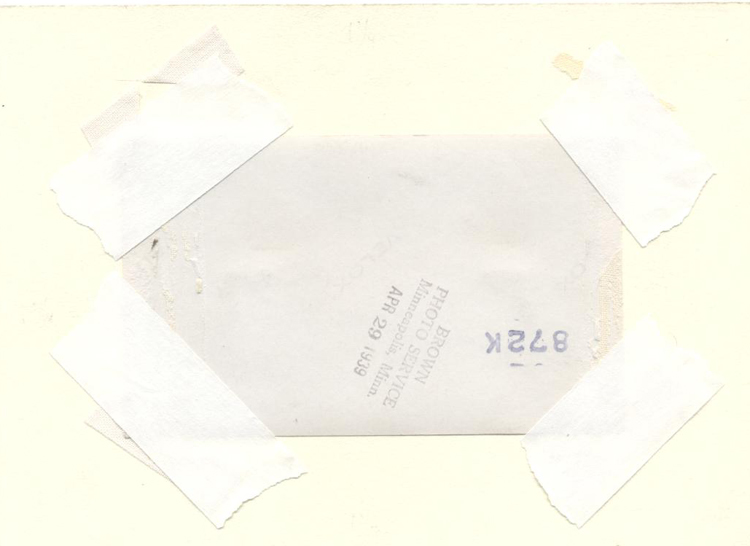 BROWN
PHOTO SERVICE
Minneapolis, Minn.
APR 29 1939
872K